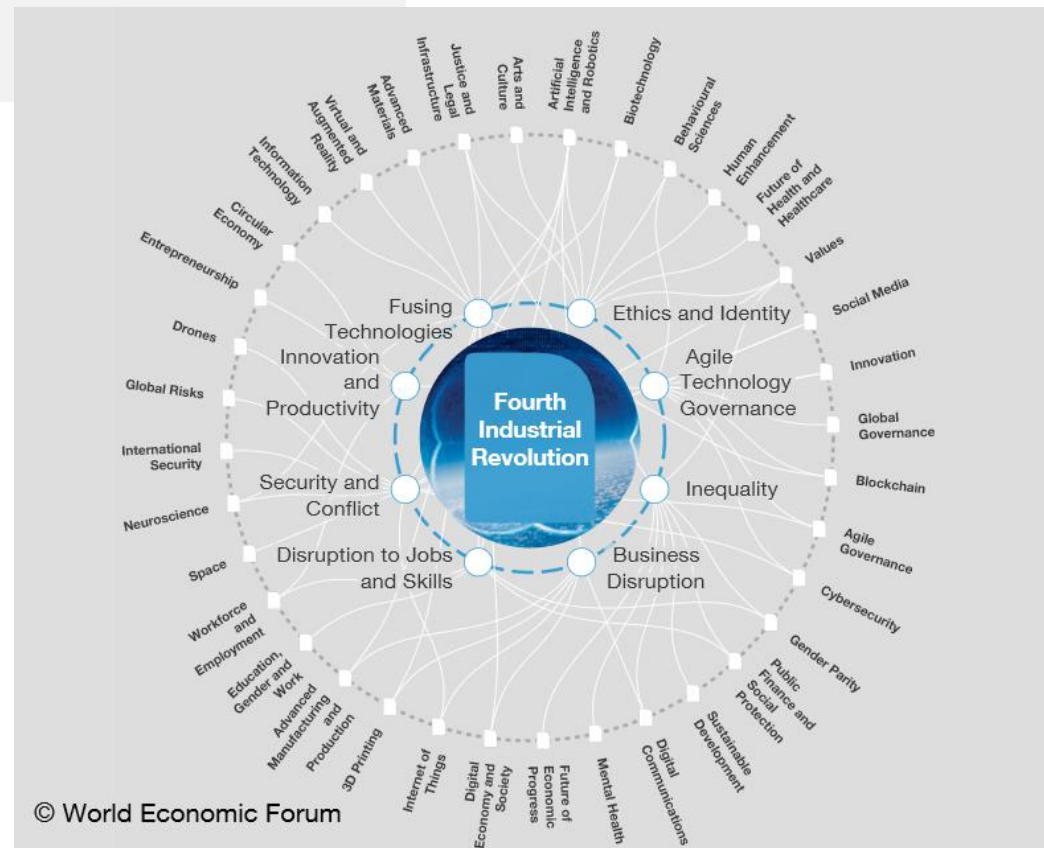 Fourth
Industrial
Revolution
Fusing
Technologies
Innovation
and
Productivity
Security and
Conflict
Disruption to Jobs
and Skills
Ethics and Identity
Agile
Technology
Governance
Inequality
Business
Disruption
Artificial
Intelligence
and Robotics
Biotechnology
Behavioural
Sciences
Human
Enhancement
Future of
Health and
Healthcare
Values
Social Media
Innovation
Global
Governance
Blockchain
Agile
Governance
Cybersecurity
Gender Parity
Public
Finance and
Social
Protection
Sustainable
Development
Digital
Communications
Mental Health
Future of
Economic
Progress
Digital
Economy and
Society
Internet of
Things
3D Printing
Advanced
Manufacturing
and
Production
Education,
Gender and
Work
Workforce
and
Employment
Space
Neuroscience
International
Security
Global Risks
Drones
Entrepreneurship
Circular
Economy
Information
Technology
Virtual and
Augmented
Reality
Advanced
Materials
Justice and
Legal
Infrastructure
Arts and
Culture
© World Economic Forum